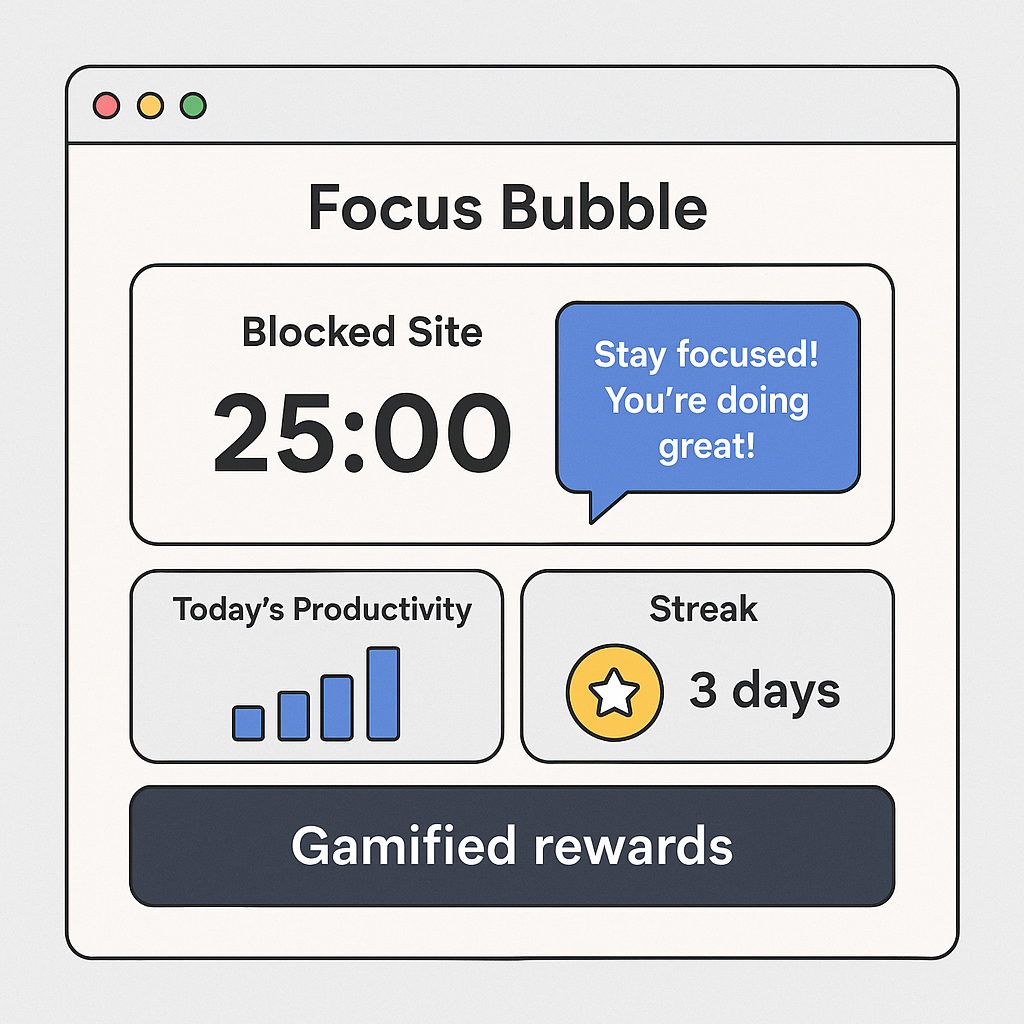 Focus Bubble
Blocked Site
25:00
Stay focused!
You’re doing
great!
Today’s Productivity
Streak
3 days
Gamified rewards